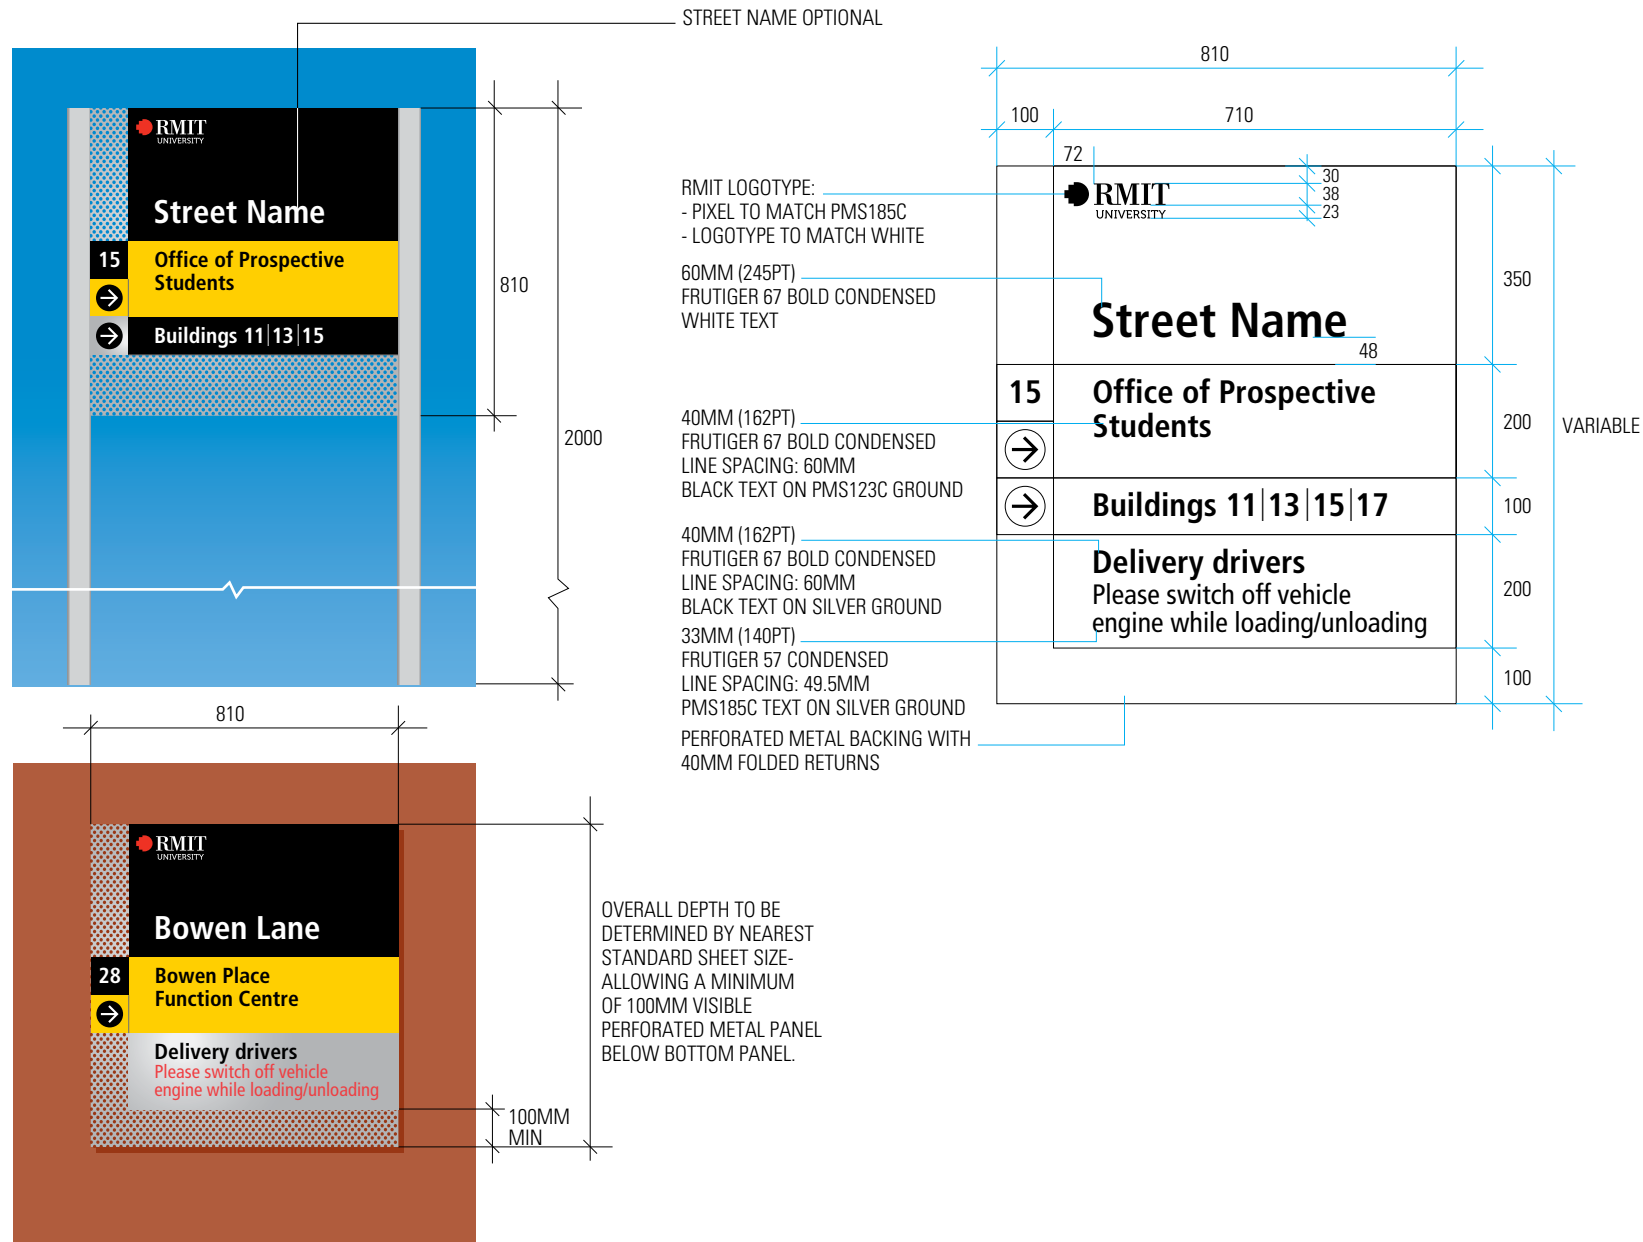 STREET NAME OPTIONAL
RMIT
UNIVERSITY
Street Name
15
Office of Prospective
Students
Buildings 11|13|15
810
2000
810
RMIT
UNIVERSITY
Bowen Lane
28
Bowen Place
Function Centre
Delivery drivers
Please switch off vehicle
engine while loading/unloading
100MM
MIN
OVERALL DEPTH TO BE
DETERMINED BY NEAREST
STANDARD SHEET SIZE-
ALLOWING A MINIMUM
OF 100MM VISIBLE
PERFORATED METAL PANEL
BELOW BOTTOM PANEL.
RMIT LOGOTYPE:
- PIXEL TO MATCH PMS185C
- LOGOTYPE TO MATCH WHITE
60MM (245PT)
FRUTIGER 67 BOLD CONDENSED
WHITE TEXT
40MM (162PT)
FRUTIGER 67 BOLD CONDENSED
LINE SPACING: 60MM
BLACK TEXT ON PMS123C GROUND
40MM (162PT)
FRUTIGER 67 BOLD CONDENSED
LINE SPACING: 60MM
BLACK TEXT ON SILVER GROUND
33MM (140PT)
FRUTIGER 57 CONDENSED
LINE SPACING: 49.5MM
PMS185C TEXT ON SILVER GROUND
PERFORATED METAL BACKING WITH
40MM FOLDED RETURNS
810
100
710
72
30
38
23
RMIT
UNIVERSITY
Street Name
48
15
Office of Prospective
Students
Buildings 11|13|15|17
Delivery drivers
Please switch off vehicle
engine while loading/unloading
350
200
100
200
100
VARIABLE